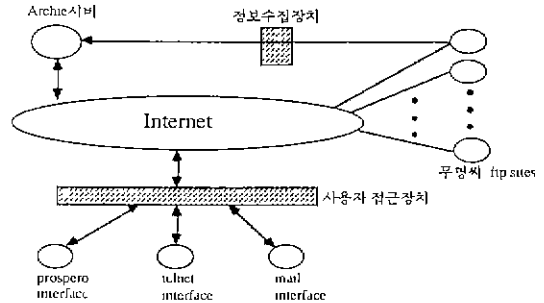 Archie서버
정보수집장치
Internet
무명씨 ftp sites
사용자 접근장치
prospero
interface
telnet
interface
mail
interface